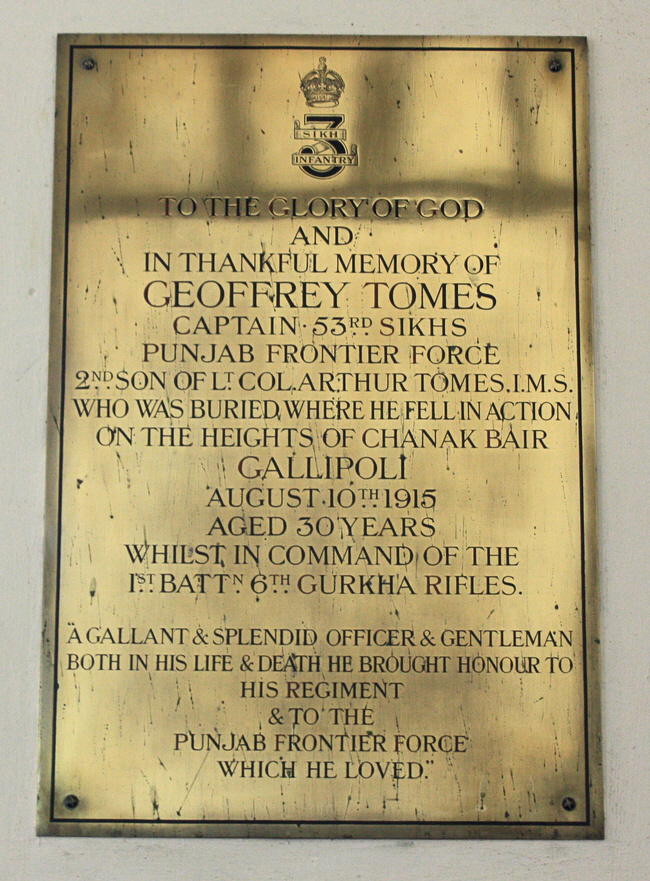 3
SIKH
INFANTRY
TO THE GLORY OF GOD
AND
IN THANKFUL MEMORY OF
GEOFFREY TOMES
CAPTAIN · 53RD SIKHS
PUNJAB FRONTIER FORCE
2ND SON OF LT COL. ARTHUR TOMES. I.M.S.
WHO WAS BURIED, WHERE HE FELL IN ACTION
ON THE HEIGHTS OF CHANAK BAIR
GALLIPOLI
AUGUST · 10TH 1915
AGED 30 YEARS
WHILST IN COMMAND OF THE
1ST BATTN 6TH GURKHA RIFLES.
"A GALLANT & SPLENDID OFFICER & GENTLEMAN
BOTH IN HIS LIFE & DEATH HE BROUGHT HONOUR TO
HIS REGIMENT
& TO THE
PUNJAB FRONTIER FORCE
WHICH HE LOVED."